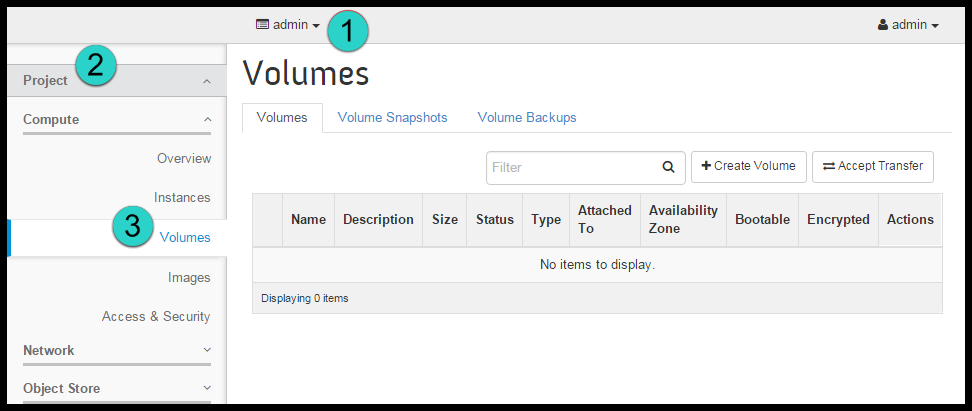 admin 1 admin
2
Project
Compute
Overview
Instances
3
Volumes
Images
Access & Security
Network
Object Store
Volumes
Volumes Volume Snapshots Volume Backups
Filter Create Volume Accept Transfer
Name Description Size Status Type Attached To Availability Zone Bootable Encrypted Actions
No items to display.
Displaying 0 items